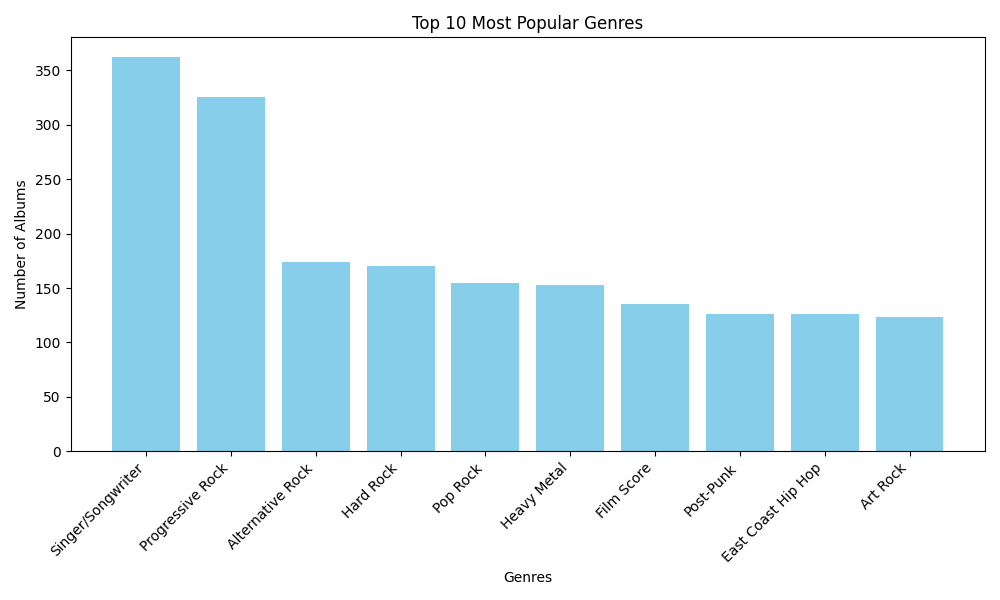 Top 10 Most Popular Genres
Number of Albums
350
300
250
200
150
100
50
0
Singer/Songwriter
Progressive Rock
Alternative Rock
Hard Rock
Pop Rock
Heavy Metal
Film Score
Post-Punk
East Coast Hip Hop
Art Rock
Genres